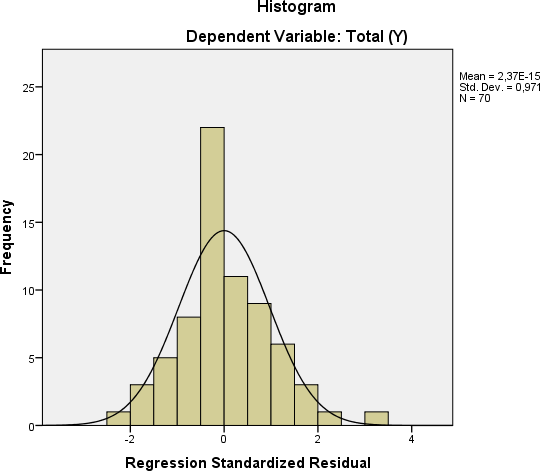 Histogram
Dependent Variable: Total (Y)
Mean = 2,37E-15
Std. Dev. = 0,971
N = 70
25
20
15
10
5
0
Frequency
-2
0
2
4
Regression Standardized Residual